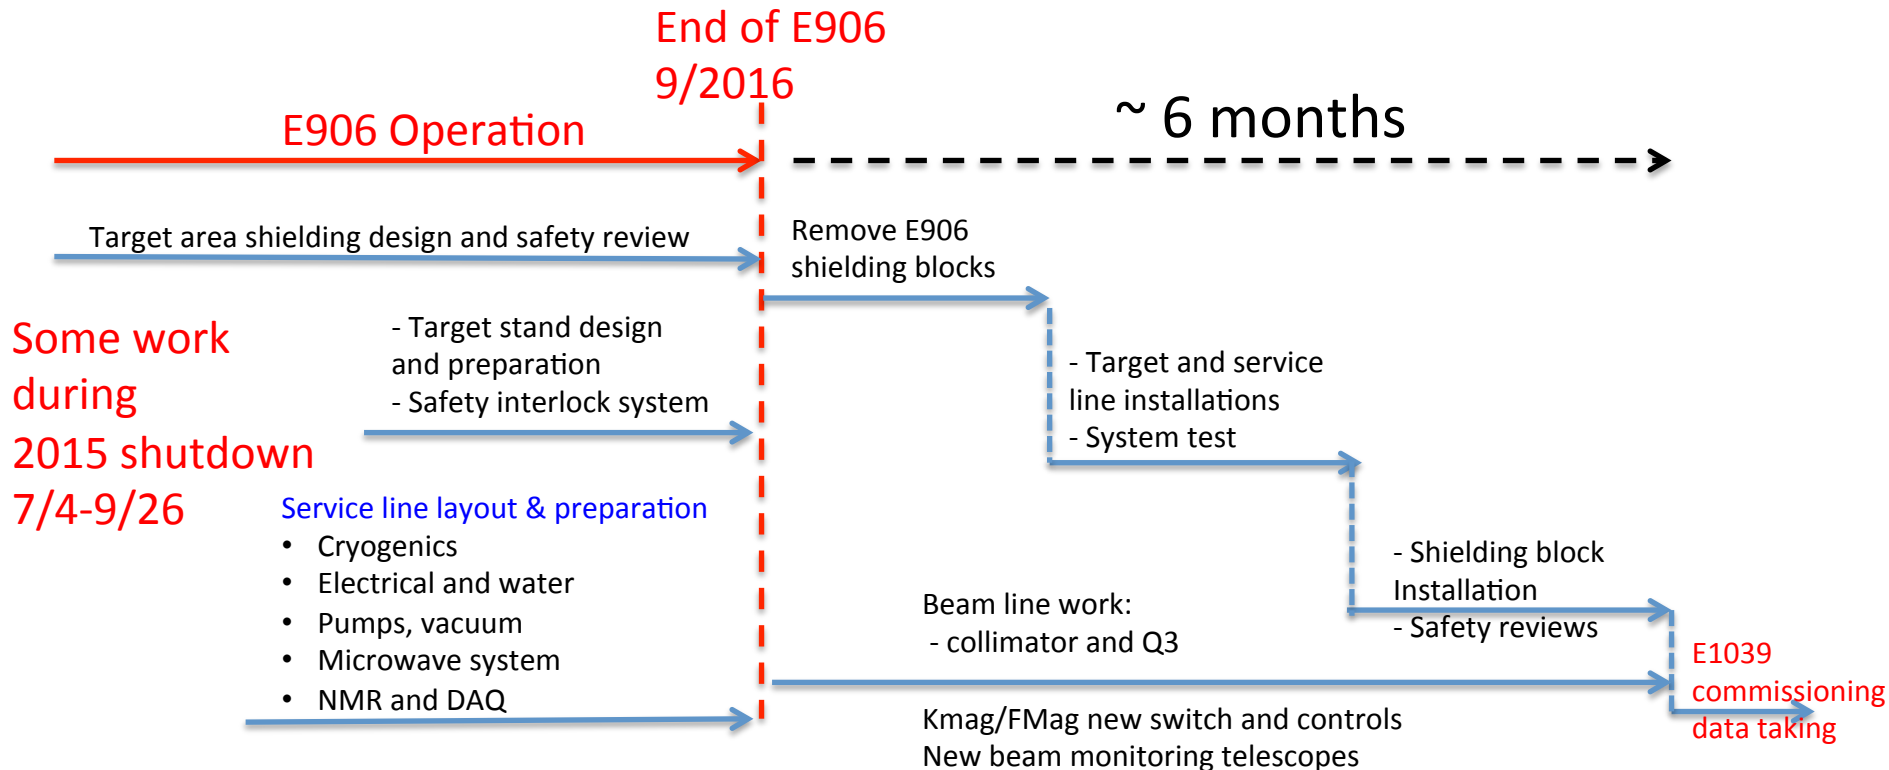 End of E906
9/2016
E906 Operation
~ 6 months
Target area shielding design and safety review
Remove E906
shielding blocks
Some work
during
2015 shutdown
7/4-9/26
- Target stand design
and preparation
- Safety interlock system
- Target and service
line installations
- System test
Service line layout & preparation
• Cryogenics
• Electrical and water
• Pumps, vacuum
• Microwave system
• NMR and DAQ
- Shielding block
Installation
- Safety reviews
Beam line work:
- collimator and Q3
Kmag/FMag new switch and controls
New beam monitoring telescopes
E1039
commissioning
data taking